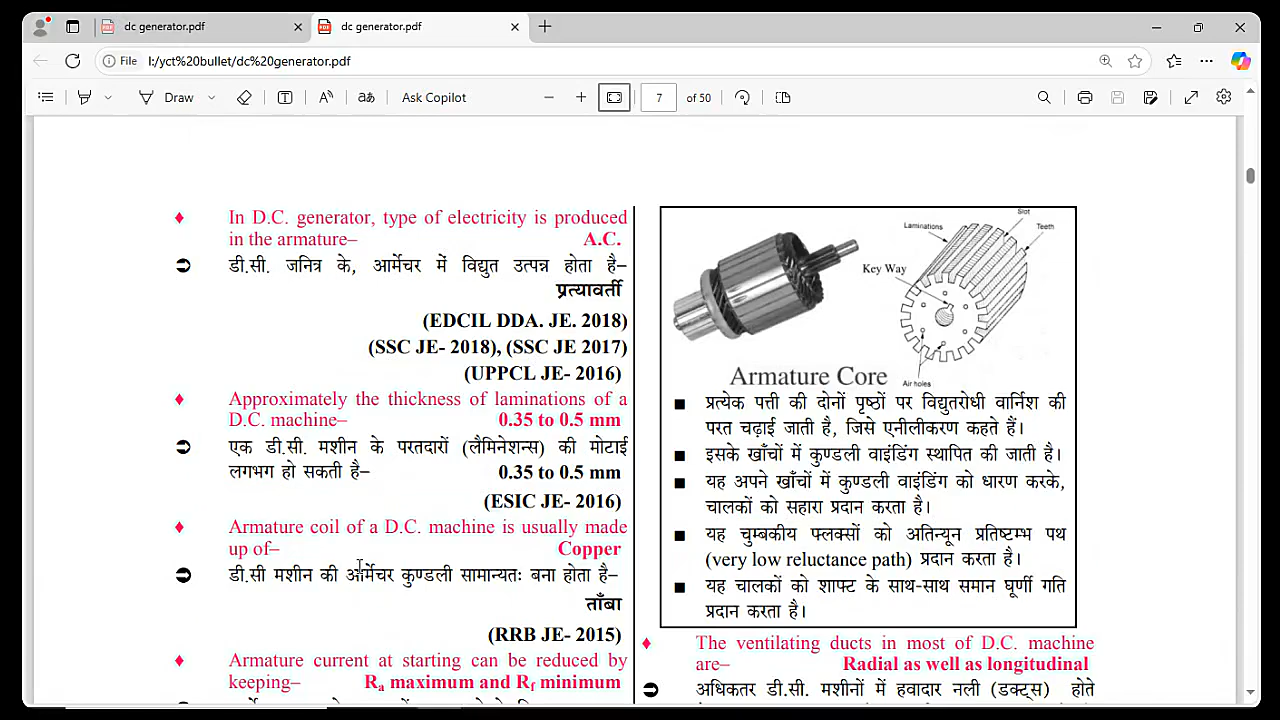 dc generator.pdf
dc generator.pdf
File
I:/yct%20bullet/dc%20generator.pdf
Draw
Ask Copilot
7 of 50
♦ In D.C. generator, type of electricity is produced
in the armature– A.C.
डी.सी. जनित्र के, आर्मेचर में विद्युत उत्पन्न होता है–
प्रत्यावर्ती
(EDCIL DDA. JE. 2018)
(SSC JE- 2018), (SSC JE 2017)
(UPPCL JE- 2016)
♦ Approximately the thickness of laminations of a
D.C. machine– 0.35 to 0.5 mm
एक डी.सी. मशीन के परतदारों (लैमिनेशन्स) की मोटाई
लगभग हो सकती है– 0.35 to 0.5 mm
(ESIC JE- 2016)
♦ Armature coil of a D.C. machine is usually made
up of– Copper
डी.सी मशीन की आर्मेचर कुण्डली सामान्यतः बना होता है–
ताँबा
(RRB JE- 2015)
♦ Armature current at starting can be reduced by
keeping– Ra maximum and Rf minimum
Slot
Laminations
Teeth
Key Way
Air holes
Armature Core
■ प्रत्येक पत्ती की दोनों पृष्ठों पर विद्युतरोधी वार्निश की
परत चढ़ाई जाती है, जिसे एनीलीकरण कहते हैं।
■ इसके खाँचों में कुण्डली वाइंडिंग स्थापित की जाती है।
■ यह अपने खाँचों में कुण्डली वाइंडिंग को धारण करके,
चालकों को सहारा प्रदान करता है।
■ यह चुम्बकीय फ्लक्सों को अतिन्यून प्रतिष्टम्भ पथ
(very low reluctance path) प्रदान करता है।
■ यह चालकों को शाफ्ट के साथ-साथ समान घूर्णी गति
प्रदान करता है।
♦ The ventilating ducts in most of D.C. machine
are– Radial as well as longitudinal
अधिकतर डी.सी. मशीनों में हवादार नली (डक्ट्स) होते